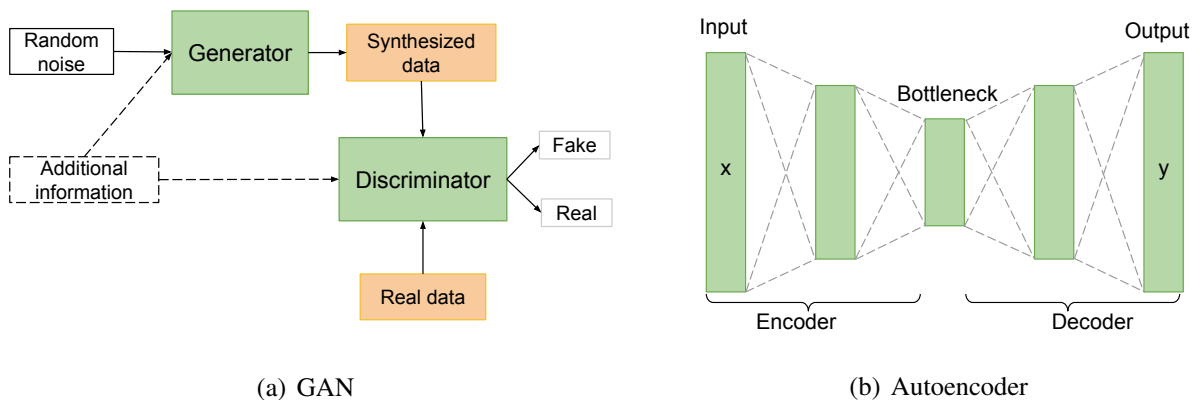 Random
noise
Generator
Synthesized
data
Additional
information
Discriminator
Fake
Real
Real data
(a) GAN
Input
Output
Bottleneck
x
y
Encoder
Decoder
(b) Autoencoder